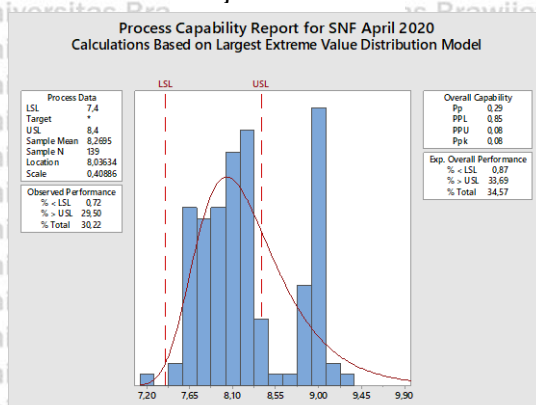 Universitas Bra
Brawija
Process Capability Report for SNF April 2020
Calculations Based on Largest Extreme Value Distribution Model
LSL USL
Process Data
LSL 7,4
Target *
USL 8,4
Sample Mean 8,2695
Sample N 139
Location 8,03634
Scale 0,40886
Observed Performance
% < LSL 0,72
% > USL 29,50
% Total 30,22
Overall Capability
Pp 0,29
PPL 0,85
PPU 0,08
Ppk 0,08
Exp. Overall Performance
% < LSL 0,87
% > USL 33,69
% Total 34,57
7,20 7,65 8,10 8,55 9,00 9,45 9,90